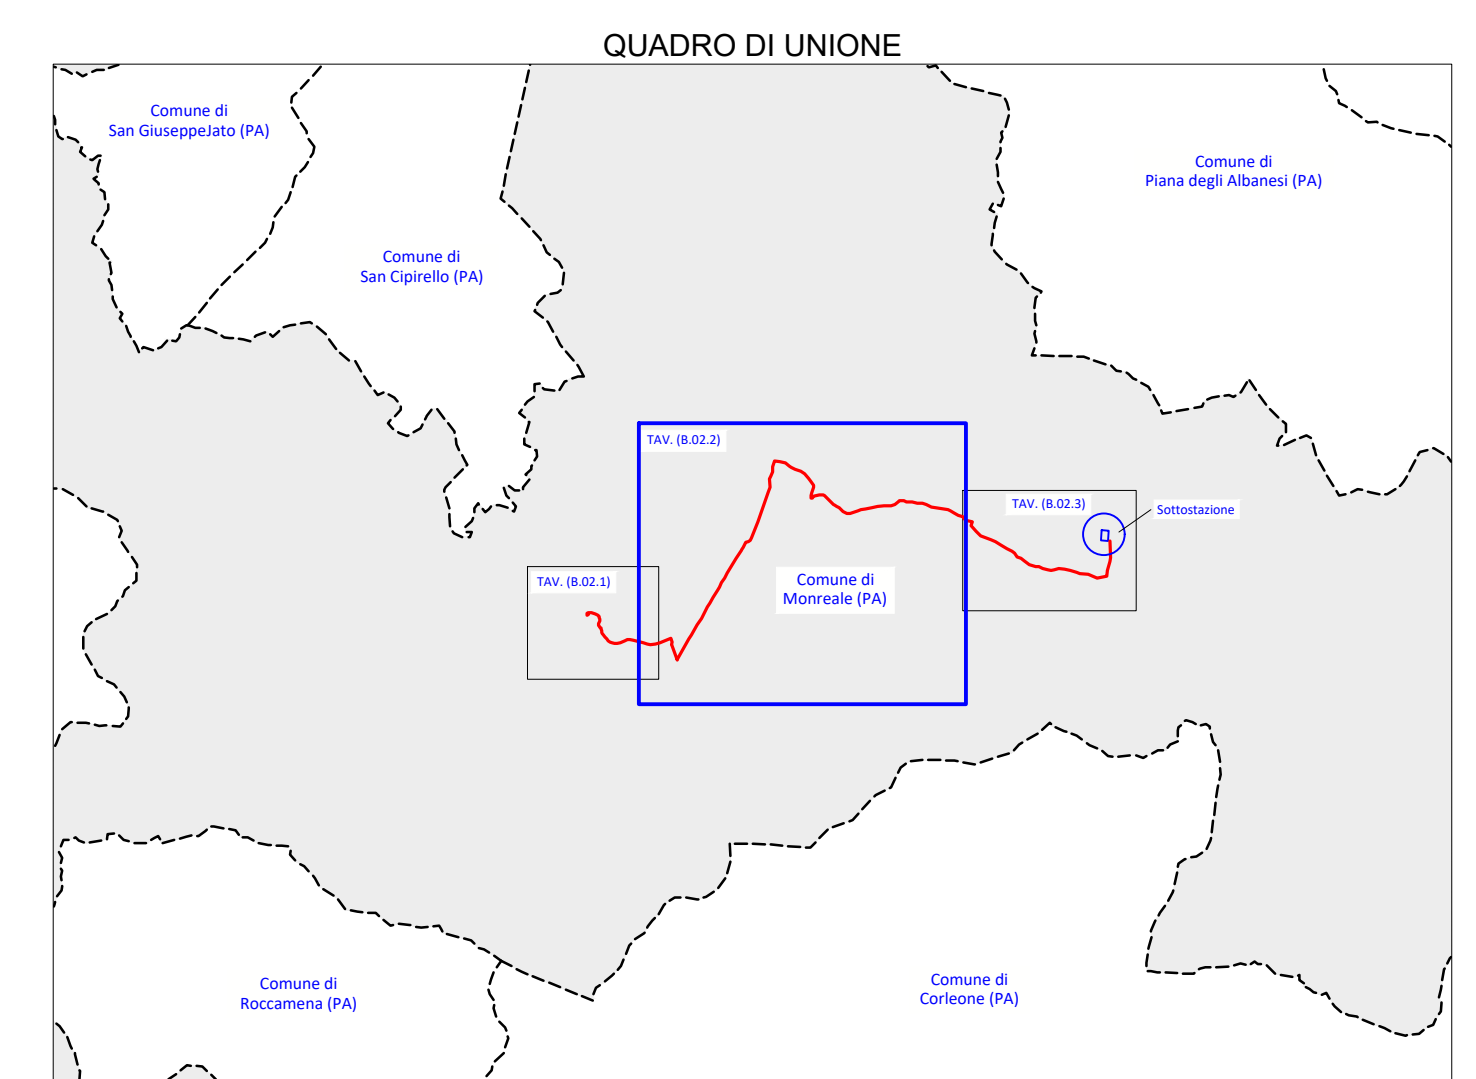 QUADRO DI UNIONE
Comune di
San GiuseppeJato (PA)
Comune di
Piana degli Albanesi (PA)
Comune di
San Cipirello (PA)
TAV. (B.02.2)
TAV. (B.02.3)
Sottostazione
TAV. (B.02.1)
Comune di
Monreale (PA)
Comune di
Roccamena (PA)
Comune di
Corleone (PA)